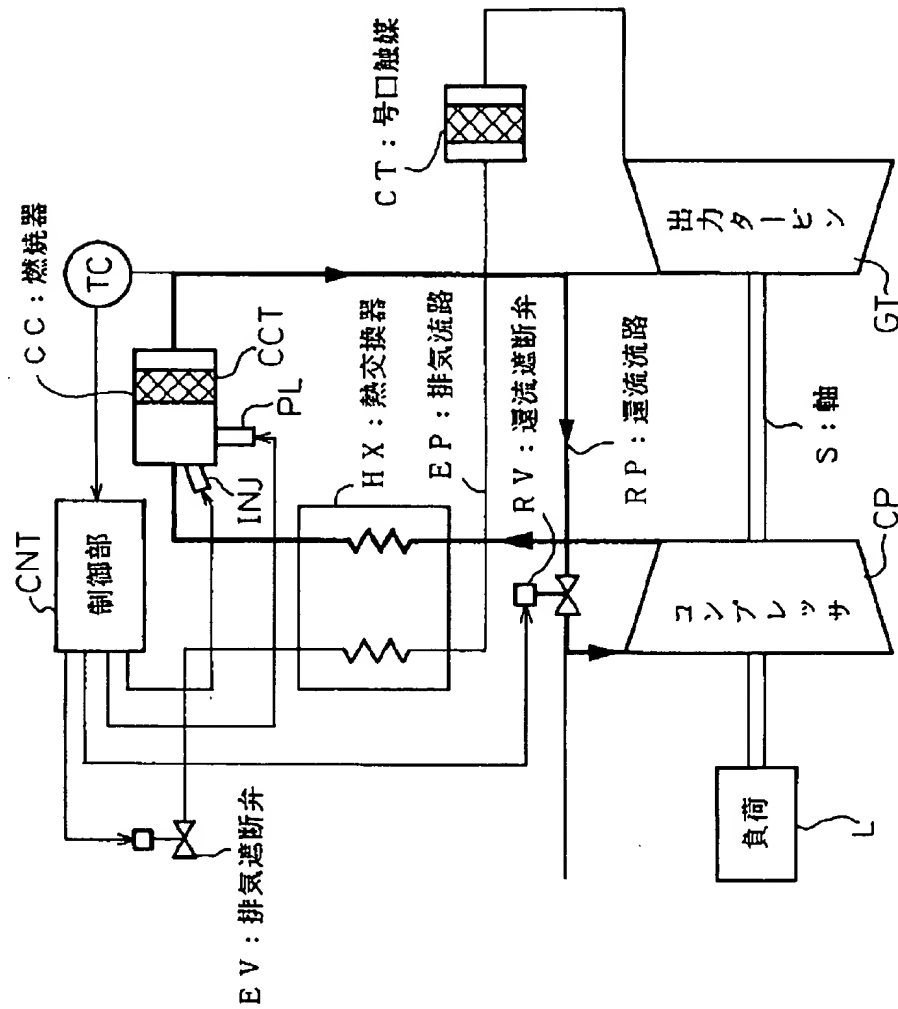 CC：燃焼器
TC
CNT
制御部
CCT
PL
INJ
CT：号口触媒
HX：熱交換器
EP：排気流路
RV：還流遮断弁
RP：還流流路
EV：排気遮断弁
出力タービン
GT
S：軸
コンプレッサ
CP
負荷
L